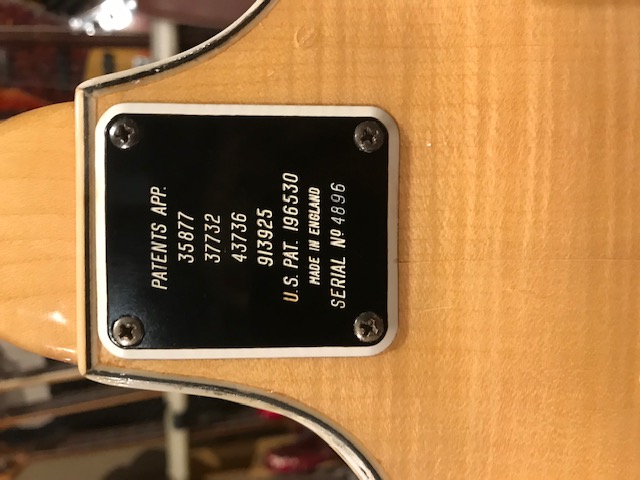 PATENTS APP.
35877
37732
43736
913925
U.S. PAT. 196530
MADE IN ENGLAND
SERIAL Nº 4896